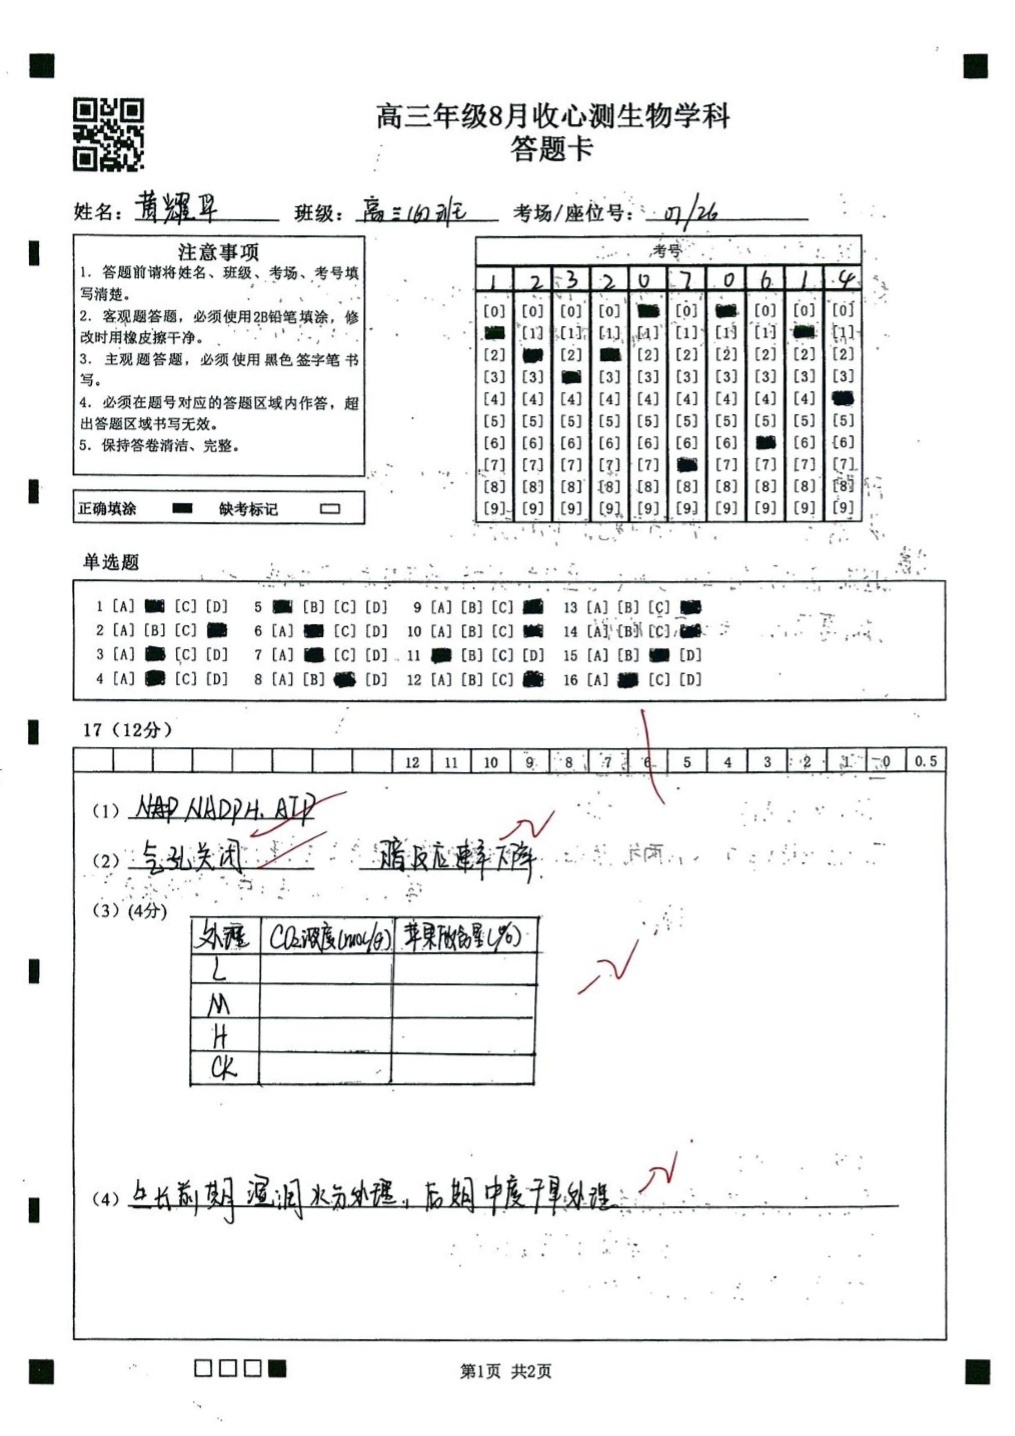 高三年级8月收心测生物学科
答题卡
姓名：黄耀平 班级：高三(6)班 考场/座位号：07/26
注意事项
1. 答题前请将姓名、班级、考场、考号填
写清楚。
2. 客观题答题，必须使用2B铅笔填涂，修
改时用橡皮擦干净。
3. 主观题答题，必须使用黑色签字笔书
写。
4. 必须在题号对应的答题区域内作答，超
出答题区域书写无效。
5. 保持答卷清洁、完整。
正确填涂 缺考标记
考号
1 2 3 2 0 7 0 6 1 4
[0] [0] [0] [0] [0] [0] [0] [0]
[1] [1] [1] [1] [1] [1] [1] [1]
[2] [2] [2] [2] [2] [2] [2] [2]
[3] [3] [3] [3] [3] [3] [3] [3] [3]
[4] [4] [4] [4] [4] [4] [4] [4] [4]
[5] [5] [5] [5] [5] [5] [5] [5] [5] [5]
[6] [6] [6] [6] [6] [6] [6] [6] [6]
[7] [7] [7] [7] [7] [7] [7] [7] [7]
[8] [8] [8] [8] [8] [8] [8] [8] [8] [8]
[9] [9] [9] [9] [9] [9] [9] [9] [9] [9]
单选题
1 [A] [C] [D] 5 [B] [C] [D] 9 [A] [B] [C] 13 [A] [B] [C]
2 [A] [B] [C] 6 [A] [C] [D] 10 [A] [B] [C] 14 [A] [B] [C]
3 [A] [C] [D] 7 [A] [C] [D] 11 [B] [C] [D] 15 [A] [B] [D]
4 [A] [C] [D] 8 [A] [B] [D] 12 [A] [B] [C] 16 [A] [C] [D]
17（12分）
12 11 10 9 8 7 6 5 4 3 2 1 0 0.5
（1）NADPH、ATP
（2）气孔关闭 暗反应速率下降
（3）(4分)
处理 CO₂浓度(nmol/g) 苹果酸含量(%)
L
M
H
CK
（4）生长前期湿润水分处理，后期中度干旱处理
第1页 共2页